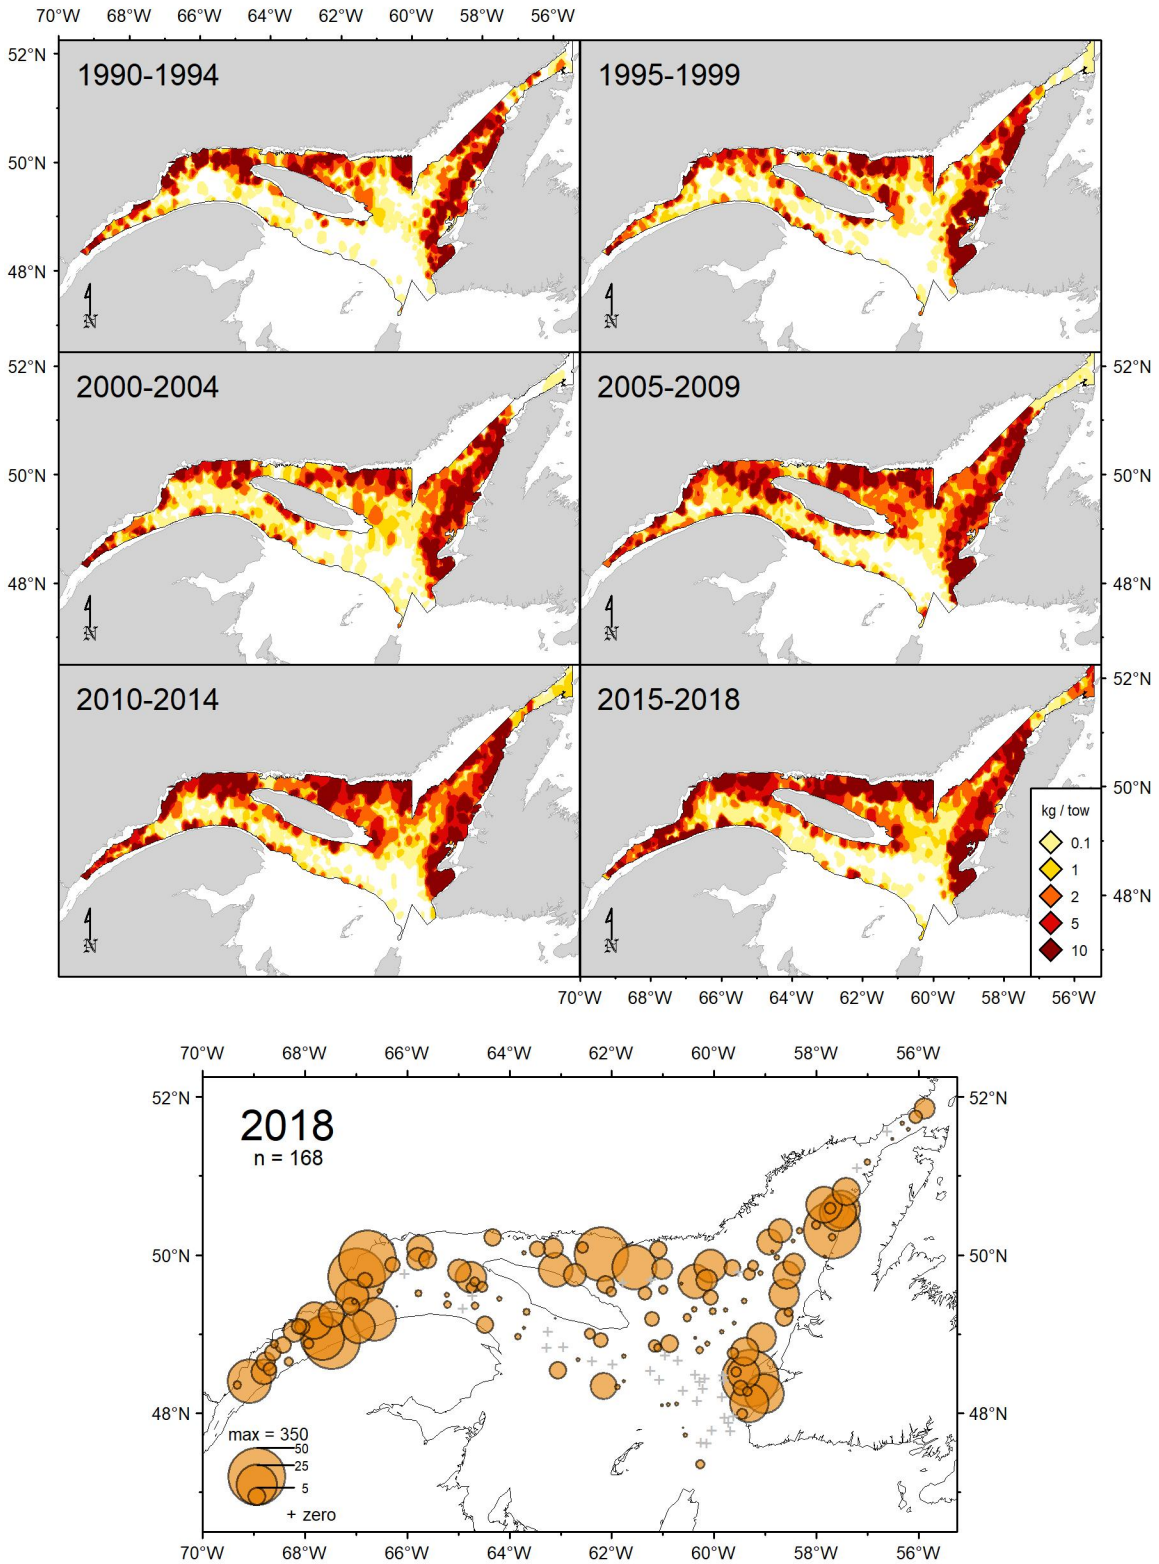 70°W 68°W 66°W 64°W 62°W 60°W 58°W 56°W
52°N
1990-1994
1995-1999
50°N
48°N
N
N
52°N
2000-2004
2005-2009
52°N
50°N
50°N
48°N
48°N
N
N
2010-2014
2015-2018
52°N
50°N
kg / tow
0.1
1
2
48°N
5
10
N
N
70°W 68°W 66°W 64°W 62°W 60°W 58°W 56°W
70°W 68°W 66°W 64°W 62°W 60°W 58°W 56°W
52°N
52°N
2018
n = 168
50°N
50°N
48°N
48°N
max = 350
50
25
5
+ zero
70°W 68°W 66°W 64°W 62°W 60°W 58°W 56°W